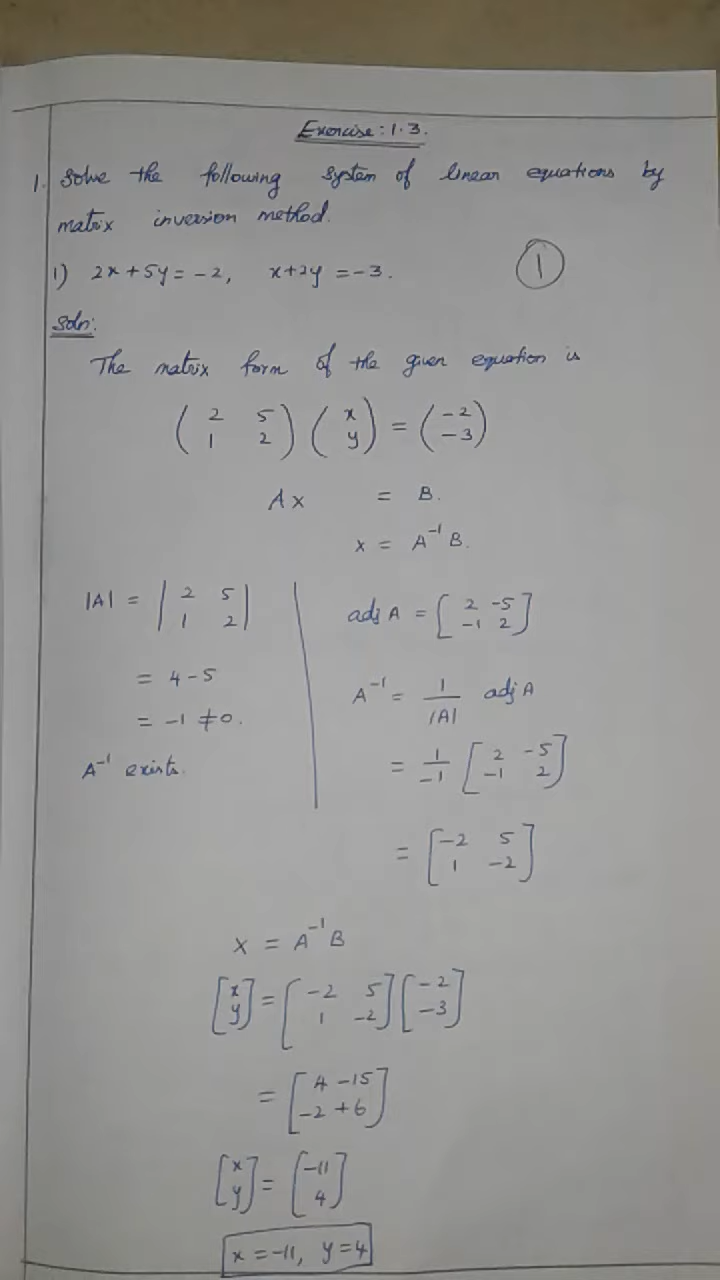 Exercise: 1.3.
1. Solve the following system of linear equations by
matrix inversion method.
1) 2x + 5y = -2, x + 2y = -3. ①
Soln:
The matrix form of the given equation is
( 2 5 ) ( x ) = ( -2 )
( 1 2 ) ( y ) ( -3 )
Ax = B.
x = A⁻¹ B.
|A| = | 2 5 |
| 1 2 |
= 4 - 5
= -1 ≠ 0.
A⁻¹ exists.
adj A = [ 2 -5 ]
[ -1 2 ]
A⁻¹ = 1/|A| adj A
= 1/-1 [ 2 -5 ]
[ -1 2 ]
= [ -2 5 ]
[ 1 -2 ]
x = A⁻¹ B
[ x ] = [ -2 5 ] [ -2 ]
[ y ] [ 1 -2 ] [ -3 ]
= [ 4 - 15 ]
[ -2 + 6 ]
[ x ] = [ -11 ]
[ y ] [ 4 ]
x = -11, y = 4